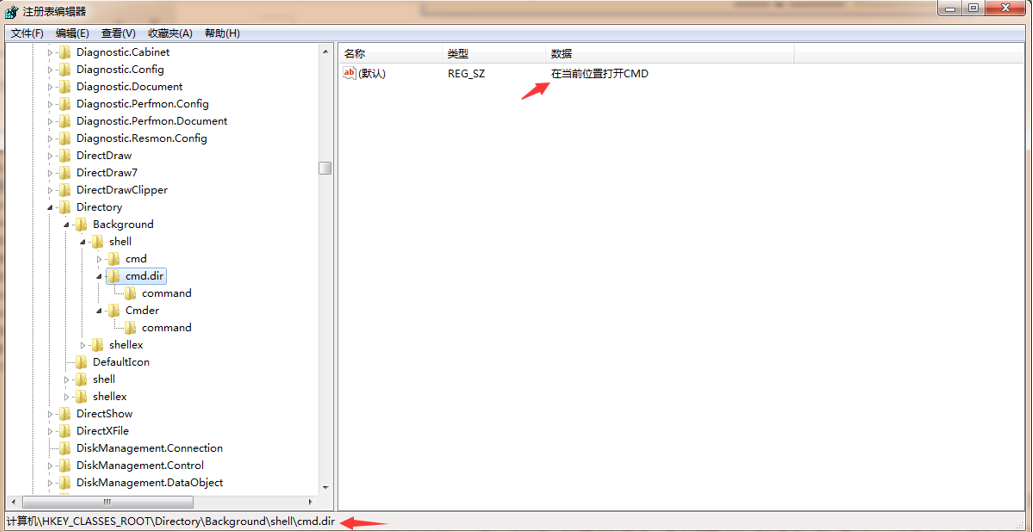 注册表编辑器
文件(F) 编辑(E) 查看(V) 收藏夹(A) 帮助(H)
Diagnostic.Cabinet
Diagnostic.Config
Diagnostic.Document
Diagnostic.Perfmon.Config
Diagnostic.Perfmon.Document
Diagnostic.Resmon.Config
DirectDraw
DirectDraw7
DirectDrawClipper
Directory
Background
shell
cmd
cmd.dir
command
Cmder
command
shellex
DefaultIcon
shell
shellex
DirectShow
DirectXFile
DiskManagement.Connection
DiskManagement.Control
DiskManagement.DataObject
名称 类型 数据
ab (默认) REG_SZ 在当前位置打开CMD
计算机\HKEY_CLASSES_ROOT\Directory\Background\shell\cmd.dir